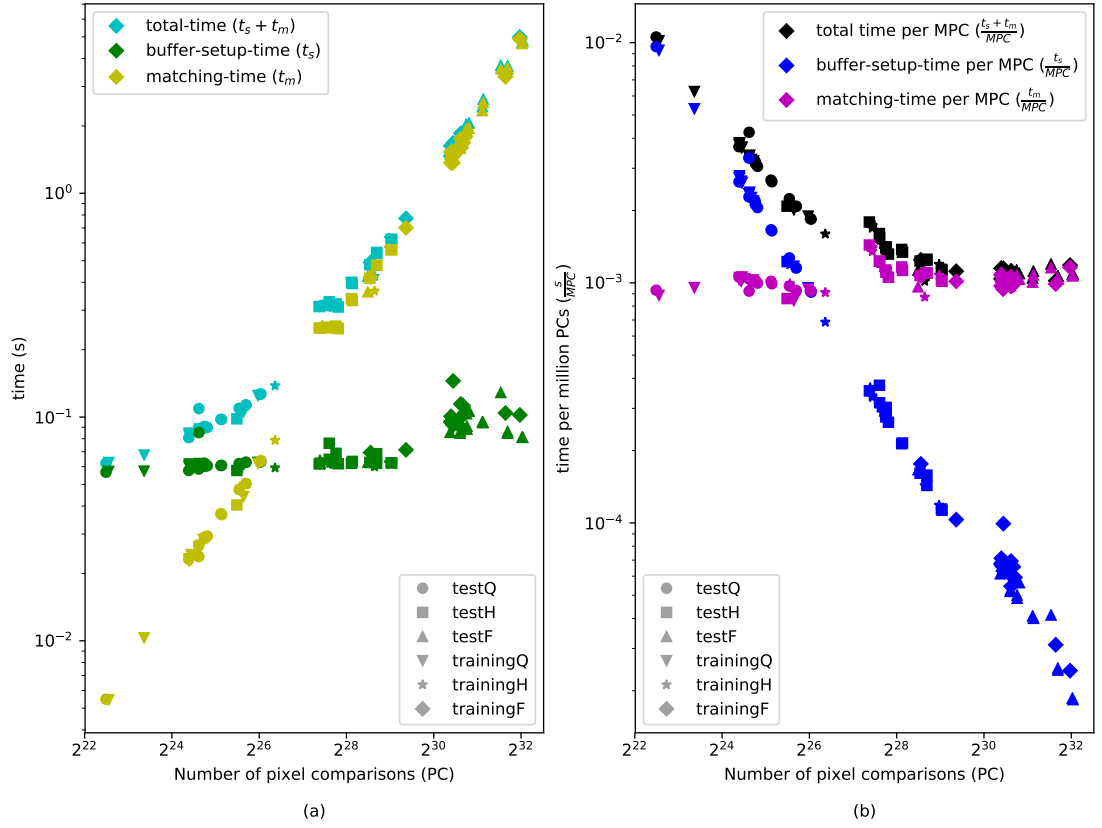 total-time (t_s + t_m)
buffer-setup-time (t_s)
matching-time (t_m)
10^0
10^-1
10^-2
time (s)
testQ
testH
testF
trainingQ
trainingH
trainingF
2^22 2^24 2^26 2^28 2^30 2^32
Number of pixel comparisons (PC)
(a)
total time per MPC (\frac{t_s + t_m}{MPC})
buffer-setup-time per MPC (\frac{t_s}{MPC})
matching-time per MPC (\frac{t_m}{MPC})
10^-2
10^-3
10^-4
time per million PCs (\frac{s}{MPC})
testQ
testH
testF
trainingQ
trainingH
trainingF
2^22 2^24 2^26 2^28 2^30 2^32
Number of pixel comparisons (PC)
(b)